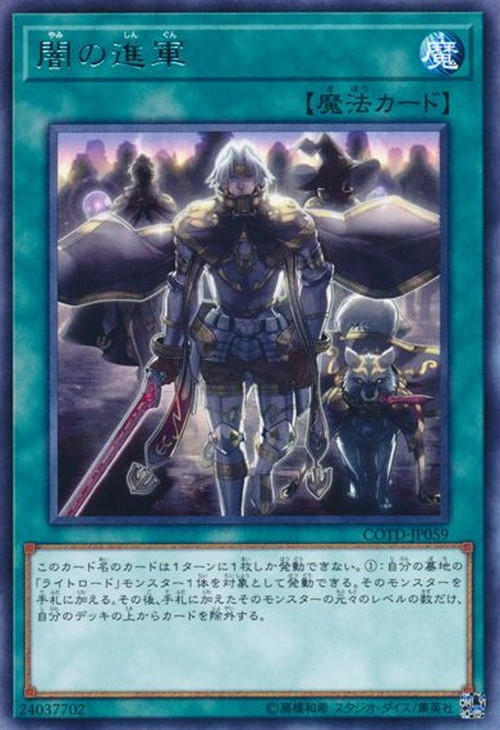 闇の進軍
魔
【魔法カード】
COTD-JP059
このカード名のカードは1ターンに1枚しか発動できない。①：自分の墓地の
「ライトロード」モンスター1体を対象として発動できる。そのモンスターを
手札に加える。その後、手札に加えたそのモンスターの元々のレベルの数だけ、
自分のデッキの上からカードを除外する。
24037702
©高橋和希 スタジオ・ダイス/集英社